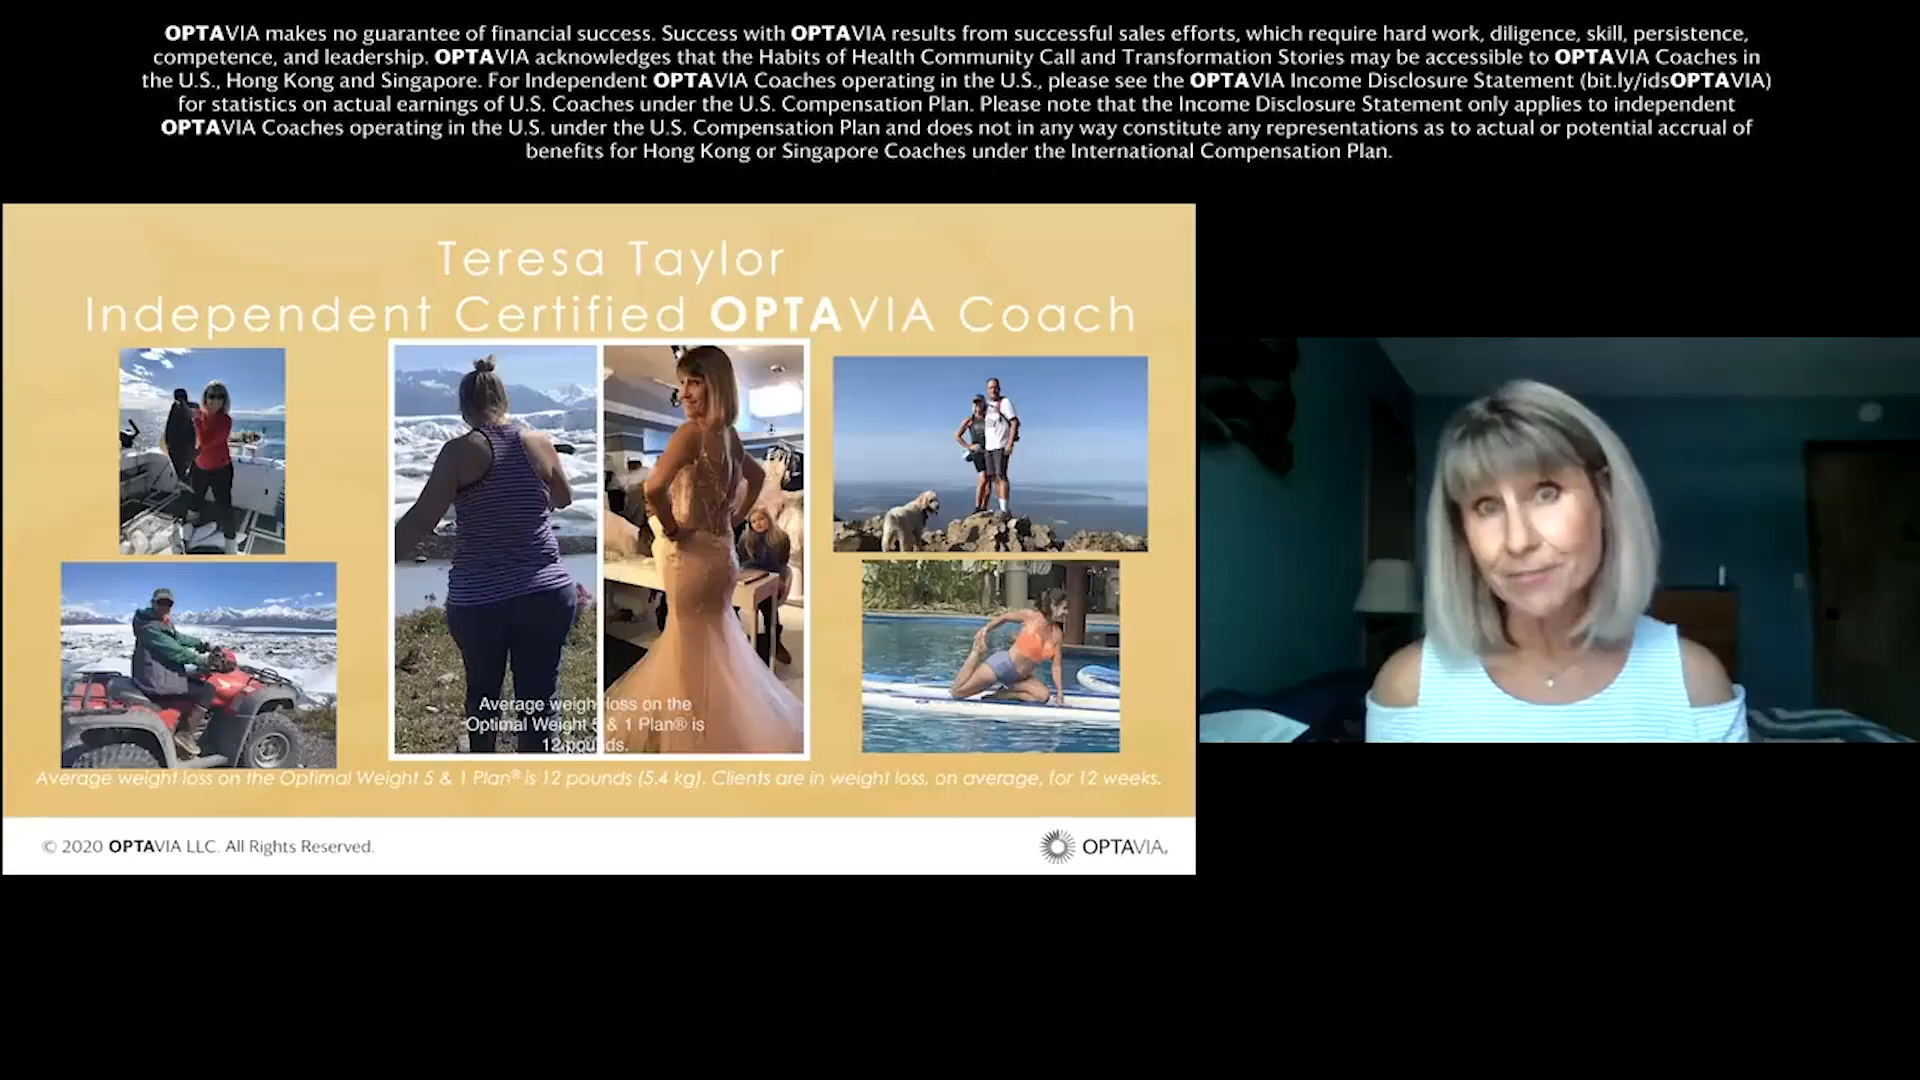 OPTAVIA makes no guarantee of financial success. Success with OPTAVIA results from successful sales efforts, which require hard work, diligence, skill, persistence,
competence, and leadership. OPTAVIA acknowledges that the Habits of Health Community Call and Transformation Stories may be accessible to OPTAVIA Coaches in
the U.S., Hong Kong and Singapore. For Independent OPTAVIA Coaches operating in the U.S., please see the OPTAVIA Income Disclosure Statement (bit.ly/idsOPTAVIA)
for statistics on actual earnings of U.S. Coaches under the U.S. Compensation Plan. Please note that the Income Disclosure Statement only applies to independent
OPTAVIA Coaches operating in the U.S. under the U.S. Compensation Plan and does not in any way constitute any representations as to actual or potential accrual of
benefits for Hong Kong or Singapore Coaches under the International Compensation Plan.
Teresa Taylor
Independent Certified OPTAVIA Coach
Average weight loss on the
Optimal Weight 5 & 1 Plan® is
12 pounds.
Average weight loss on the Optimal Weight 5 & 1 Plan® is 12 pounds (5.4 kg). Clients are in weight loss, on average, for 12 weeks.
© 2020 OPTAVIA LLC. All Rights Reserved.
OPTAVIA®